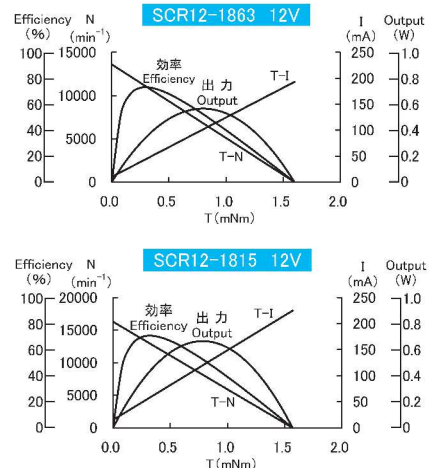 SCR12-1863 12V
Efficiency N I Output
(%) (min⁻¹) (mA) (W)
100 15000 250 1.0
効率
Efficiency
出力
Output
T-I
80 200 0.8
60 10000 150 0.6
40 5000 100 0.4
T-N
20 50 0.2
0 0 0 0
0.0 0.5 1.0 1.5 2.0
T(mNm)
SCR12-1815 12V
Efficiency N I Output
(%) (min⁻¹) (mA) (W)
100 20000 250 1.0
効率
Efficiency
出力
Output
T-I
80 15000 200 0.8
60 10000 150 0.6
40 100 0.4
T-N
20 5000 50 0.2
0 0 0 0
0.0 0.5 1.0 1.5 2.0
T(mNm)